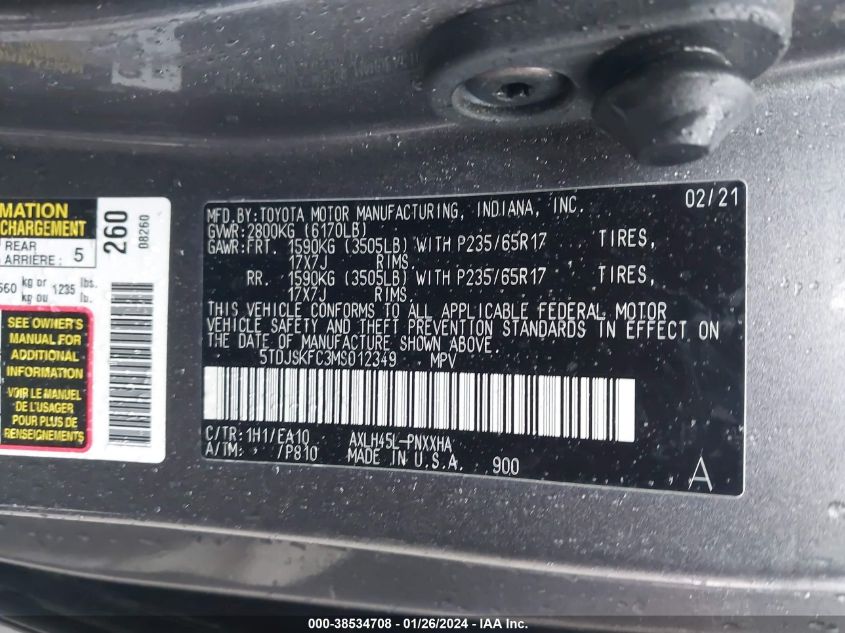 MATION
CHARGEMENT
REAR
ARRIÈRE: 5
560 kg or 1235 lbs.
kg ou lb.
260
08260
SEE OWNER'S
MANUAL FOR
ADDITIONAL
INFORMATION
VOIR LE MANUEL
DE L'USAGER
POUR PLUS DE
RENSEIGNEMENTS
02/21
MFD.BY:TOYOTA MOTOR MANUFACTURING, INDIANA, INC.
GVWR:2800KG (6170LB)
GAWR:FRT. 1590KG (3505LB) WITH P235/65R17 TIRES,
17X7J RIMS.
RR. 1590KG (3505LB) WITH P235/65R17 TIRES,
17X7J RIMS.
THIS VEHICLE CONFORMS TO ALL APPLICABLE FEDERAL MOTOR
VEHICLE SAFETY AND THEFT PREVENTION STANDARDS IN EFFECT ON
THE DATE OF MANUFACTURE SHOWN ABOVE.
5TDJSKFC3MS012349 MPV
C/TR:1H1/EA10 AXLH45L-PNXXHA
A/TM: /P810 MADE IN U.S.A. 900
A
000-38534708 - 01/26/2024 - IAA Inc.